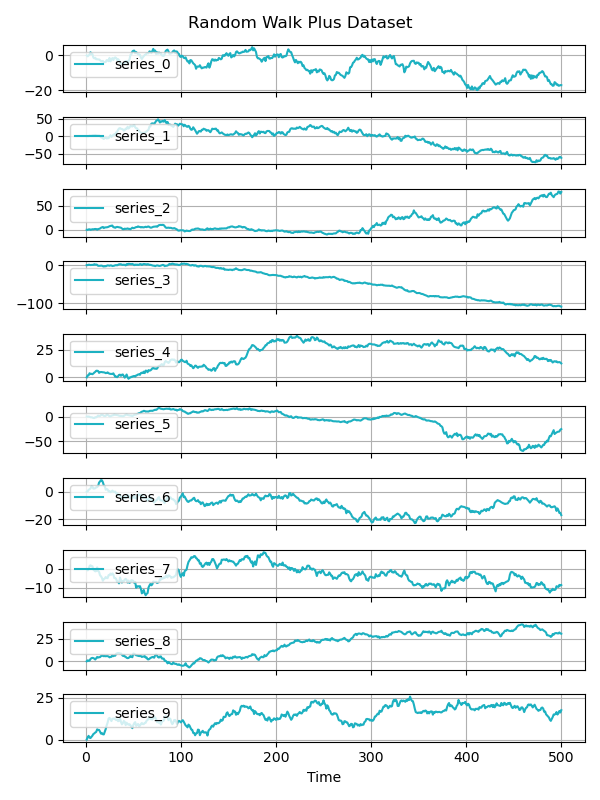 Random Walk Plus Dataset
0
−20
series_0
50
0
−50
series_1
50
0
series_2
0
−100
series_3
25
0
series_4
0
−50
series_5
0
−20
series_6
0
−10
series_7
25
0
series_8
25
0
series_9
0 100 200 300 400 500
Time